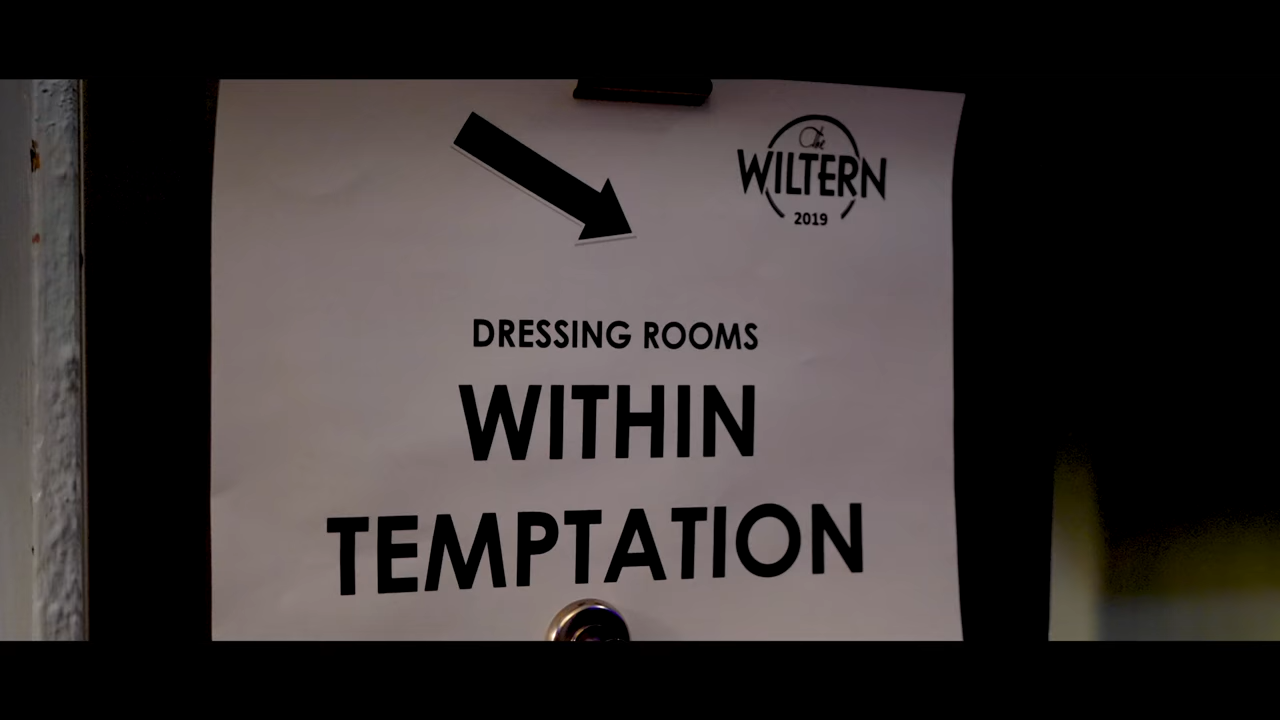 The
WILTERN
2019
DRESSING ROOMS
WITHIN
TEMPTATION